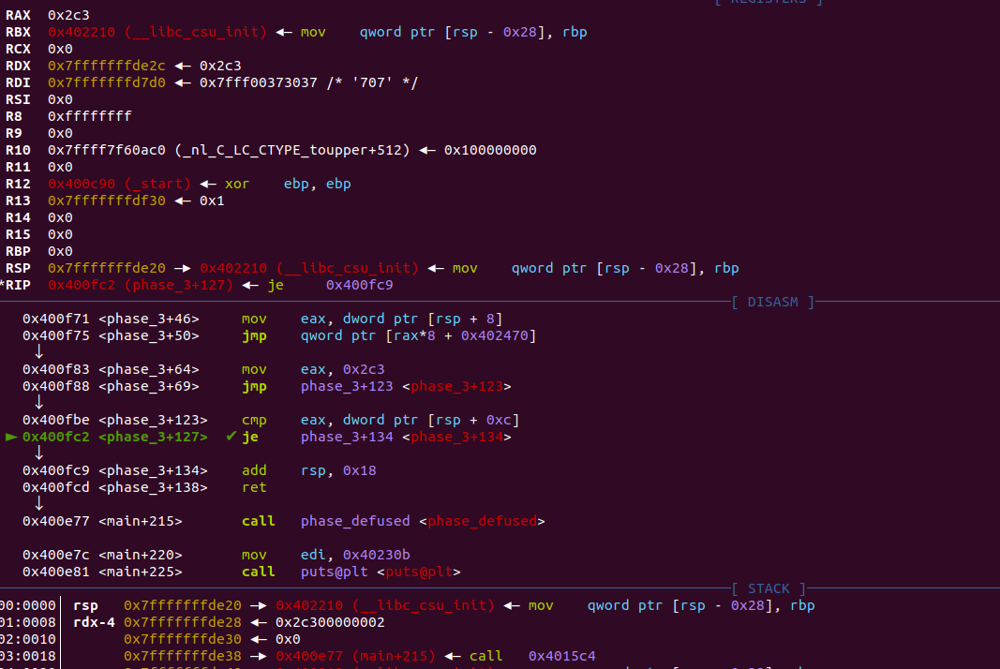 [ REGISTERS ]
RAX  0x2c3
RBX  0x402210 (__libc_csu_init) ◂— mov    qword ptr [rsp - 0x28], rbp
RCX  0x0
RDX  0x7fffffffde2c ◂— 0x2c3
RDI  0x7fffffffd7d0 ◂— 0x7fff00373037 /* '707' */
RSI  0x0
R8   0xffffffff
R9   0x0
R10  0x7ffff7f60ac0 (_nl_C_LC_CTYPE_toupper+512) ◂— 0x100000000
R11  0x0
R12  0x400c90 (_start) ◂— xor    ebp, ebp
R13  0x7fffffffdf30 ◂— 0x1
R14  0x0
R15  0x0
RBP  0x0
RSP  0x7fffffffde20 —▸ 0x402210 (__libc_csu_init) ◂— mov    qword ptr [rsp - 0x28], rbp
*RIP  0x400fc2 (phase_3+127) ◂— je     0x400fc9
[ DISASM ]
0x400f71 <phase_3+46>     mov    eax, dword ptr [rsp + 8]
0x400f75 <phase_3+50>     jmp    qword ptr [rax*8 + 0x402470]
↓
0x400f83 <phase_3+64>     mov    eax, 0x2c3
0x400f88 <phase_3+69>     jmp    phase_3+123 <phase_3+123>
↓
0x400fbe <phase_3+123>    cmp    eax, dword ptr [rsp + 0xc]
► 0x400fc2 <phase_3+127>  ✔ je     phase_3+134 <phase_3+134>
↓
0x400fc9 <phase_3+134>    add    rsp, 0x18
0x400fcd <phase_3+138>    ret
↓
0x400e77 <main+215>       call   phase_defused <phase_defused>
0x400e7c <main+220>       mov    edi, 0x40230b
0x400e81 <main+225>       call   puts@plt <puts@plt>
[ STACK ]
00:0000│ rsp   0x7fffffffde20 —▸ 0x402210 (__libc_csu_init) ◂— mov    qword ptr [rsp - 0x28], rbp
01:0008│ rdx-4 0x7fffffffde28 ◂— 0x2c300000002
02:0010│       0x7fffffffde30 ◂— 0x0
03:0018│       0x7fffffffde38 —▸ 0x400e77 (main+215) ◂— call   0x4015c4